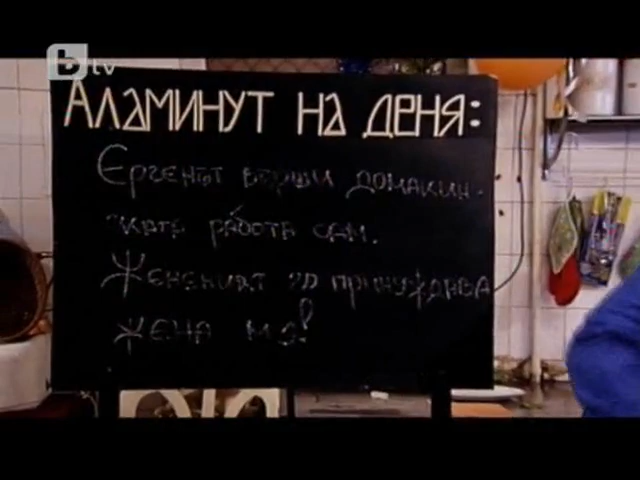 btv
Аламинут на деня:
Ергенът върши домакин-
ската работа сам.
Жененият го принуждава
жена му!